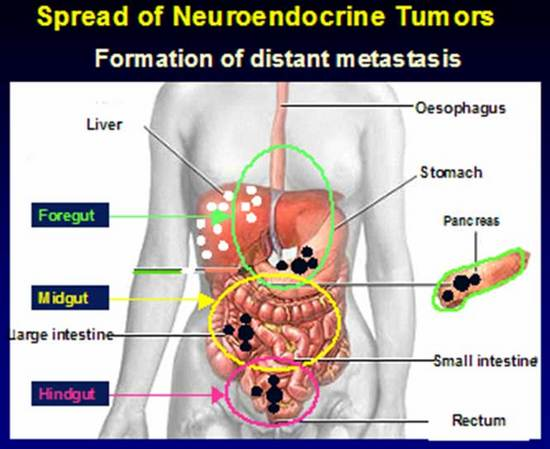 Spread of Neuroendocrine Tumors
Formation of distant metastasis
Oesophagus
Liver
Stomach
Foregut
Pancreas
Midgut
large intestine
Small intestine
Hindgut
Rectum